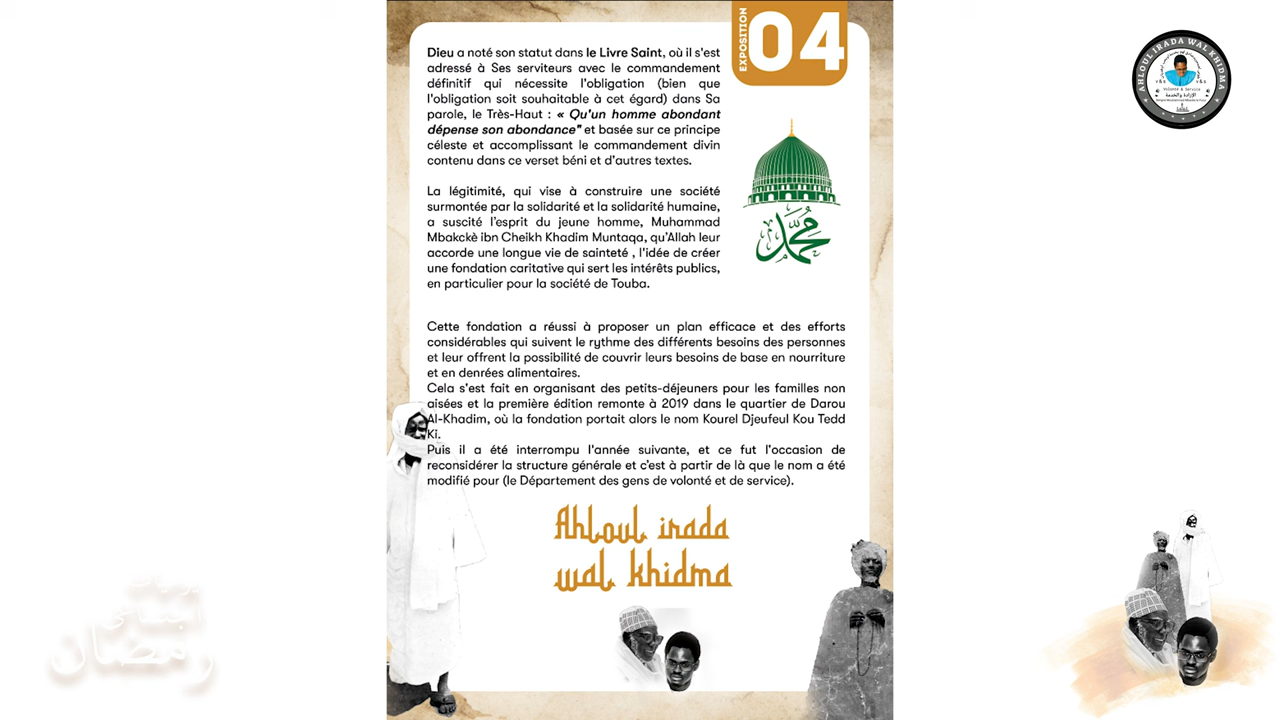 EXPOSITION
04
Dieu a noté son statut dans le Livre Saint, où il s'est
adressé à Ses serviteurs avec le commandement
définitif qui nécessite l'obligation (bien que
l'obligation soit souhaitable à cet égard) dans Sa
parole, le Très-Haut : « Qu'un homme abondant
dépense son abondance" et basée sur ce principe
céleste et accomplissant le commandement divin
contenu dans ce verset béni et d'autres textes.
La légitimité, qui vise à construire une société
surmontée par la solidarité et la solidarité humaine,
a suscité l'esprit du jeune homme, Muhammad
Mbakckè ibn Cheikh Khadim Muntaqa, qu'Allah leur
accorde une longue vie de sainteté , l'idée de créer
une fondation caritative qui sert les intérêts publics,
en particulier pour la société de Touba.
محمد
Cette fondation a réussi à proposer un plan efficace et des efforts
considérables qui suivent le rythme des différents besoins des personnes
et leur offrent la possibilité de couvrir leurs besoins de base en nourriture
et en denrées alimentaires.
Cela s'est fait en organisant des petits-déjeuners pour les familles non
aisées et la première édition remonte à 2019 dans le quartier de Darou
Al-Khadim, où la fondation portait alors le nom Kourel Djeufeul Kou Tedd
Ki.
Puis il a été interrompu l'année suivante, et ce fut l'occasion de
reconsidérer la structure générale et c'est à partir de là que le nom a été
modifié pour (le Département des gens de volonté et de service).
Ahloul irada
wal khidma
AHLOUL IRADA WAL KHIDMA
Volonté & Service
الإرادة والخدمة
رمضان